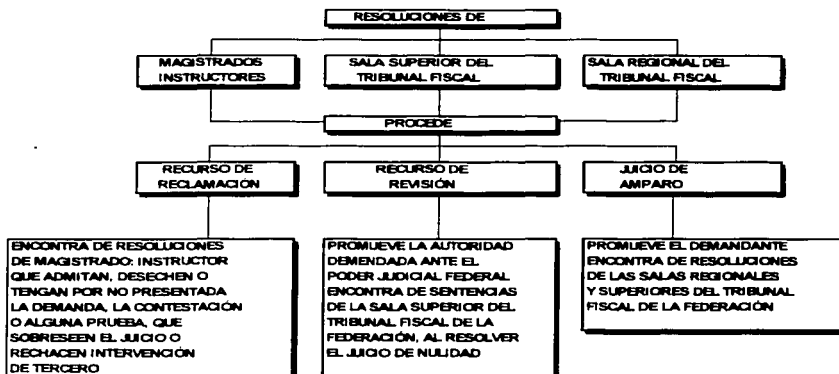 RESOLUCIONES DE
MAGISTRADOS
INSTRUCTORES
SALA SUPERIOR DEL
TRIBUNAL FISCAL
SALA REGIONAL DEL
TRIBUNAL FISCAL
PROCEDE
RECURSO DE
RECLAMACIÓN
RECURSO DE
REVISIÓN
JUICIO DE
AMPARO
ENCONTRA DE RESOLUCIONES
DE MAGISTRADO: INSTRUCTOR
QUE ADMITAN, DESECHEN O
TENGAN POR NO PRESENTADA
LA DEMANDA, LA CONTESTACIÓN
O ALGUNA PRUEBA, QUE
SOBRESEEN EL JUICIO O
RECHACEN INTERVENCIÓN
DE TERCERO
PROMUEVE LA AUTORIDAD
DEMENDADA ANTE EL
PODER JUDICIAL FEDERAL
ENCONTRA DE SENTENCIAS
DE LA SALA SUPERIOR DEL
TRIBUNAL FISCAL DE LA
FEDERACIÓN, AL RESOLVER
EL JUICIO DE NULIDAD
PROMUEVE EL DEMANDANTE
ENCONTRA DE RESOLUCIONES
DE LAS SALAS REGIONALES
Y SUPERIORES DEL TRIBUNAL
FISCAL DE LA FEDERACIÓN